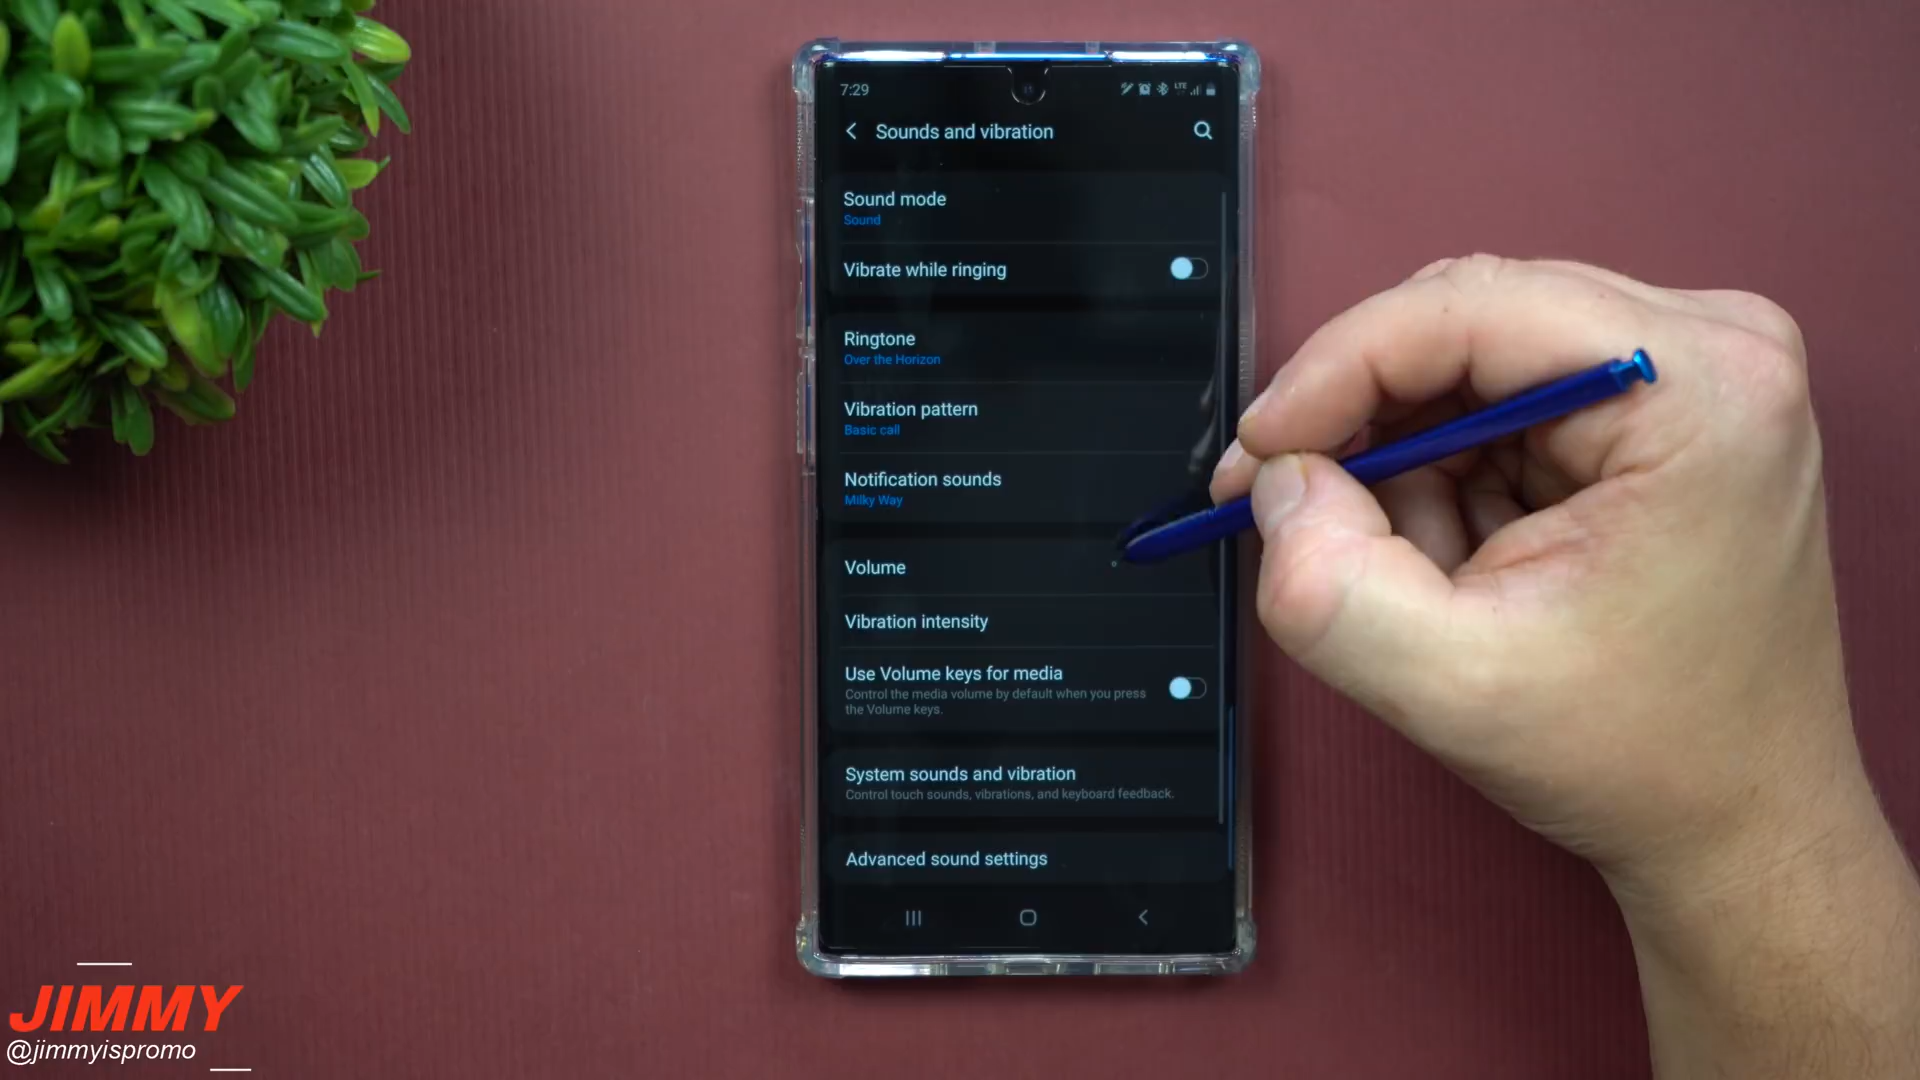 7:29
LTE
Sounds and vibration
Sound mode
Sound
Vibrate while ringing
Ringtone
Over the Horizon
Vibration pattern
Basic call
Notification sounds
Milky Way
Volume
Vibration intensity
Use Volume keys for media
Control the media volume by default when you press
the Volume keys.
System sounds and vibration
Control touch sounds, vibrations, and keyboard feedback.
Advanced sound settings
JIMMY
@jimmyispromo